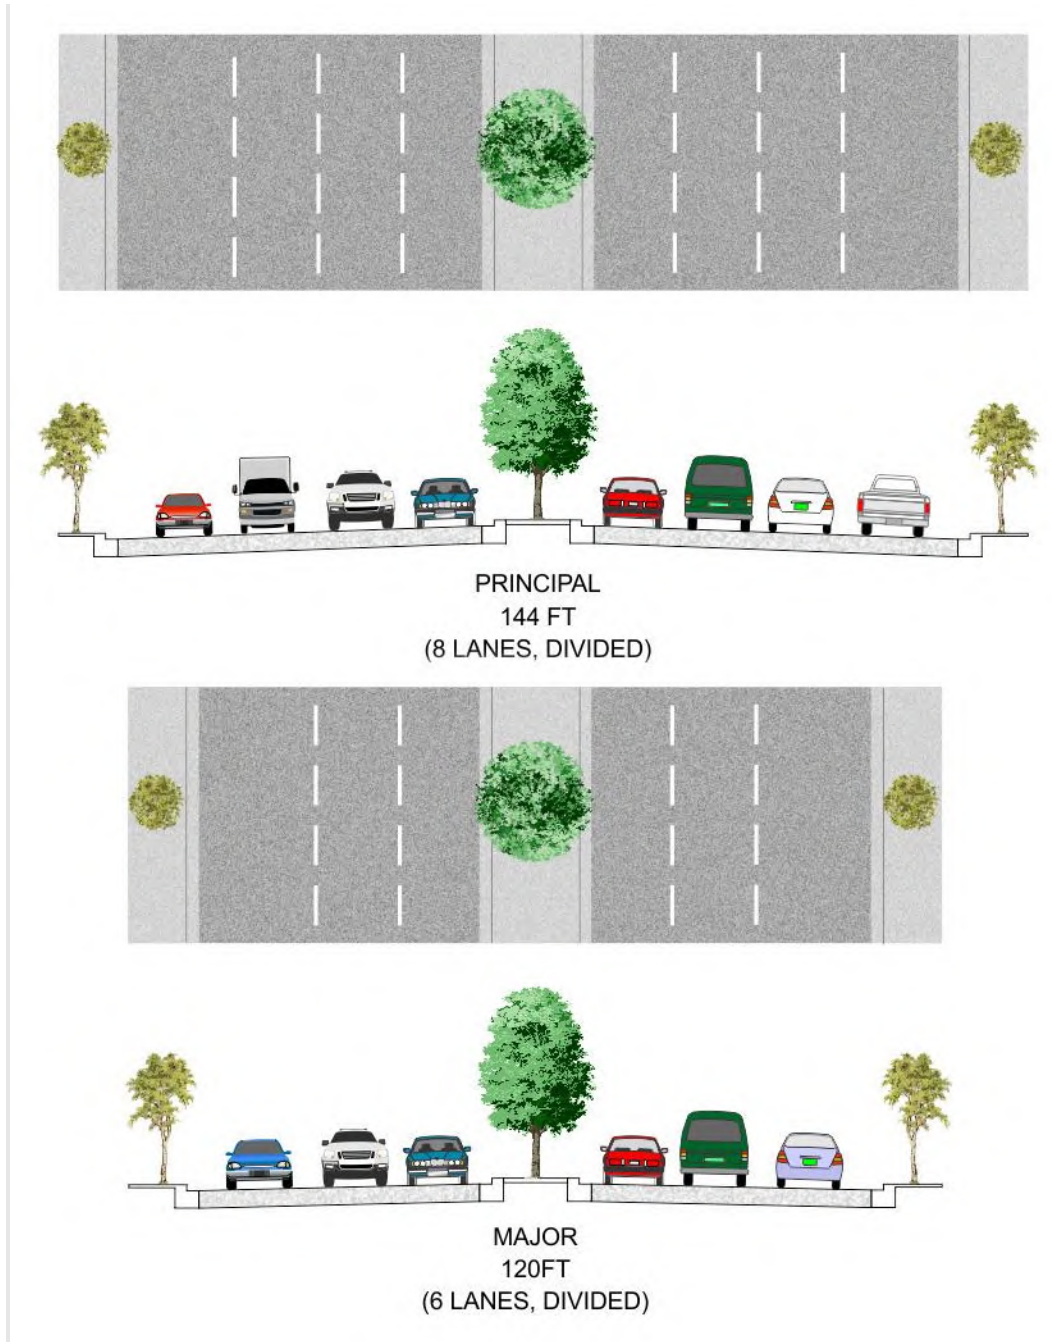 PRINCIPAL
144 FT
(8 LANES, DIVIDED)
MAJOR
120FT
(6 LANES, DIVIDED)